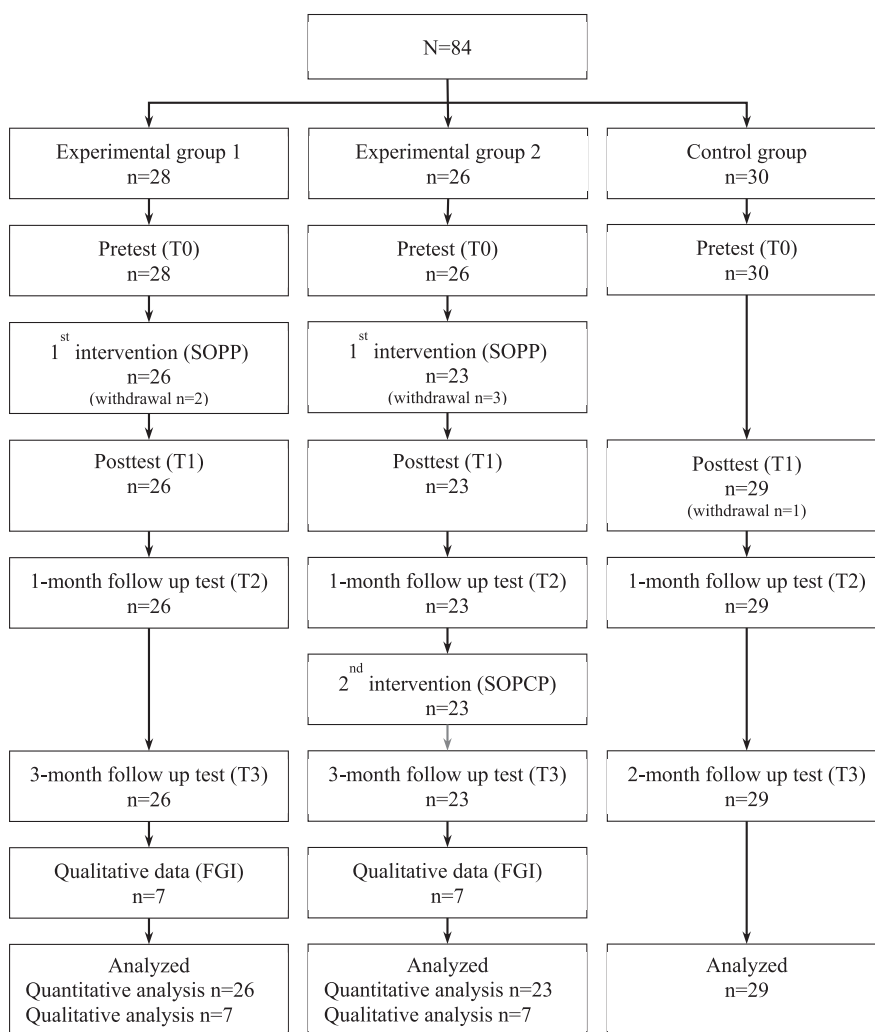 N=84
Experimental group 1
n=28
Experimental group 2
n=26
Control group
n=30
Pretest (T0)
n=28
Pretest (T0)
n=26
Pretest (T0)
n=30
1st intervention (SOPP)
n=26
(withdrawal n=2)
1st intervention (SOPP)
n=23
(withdrawal n=3)
Posttest (T1)
n=26
Posttest (T1)
n=23
Posttest (T1)
n=29
(withdrawal n=1)
1-month follow up test (T2)
n=26
1-month follow up test (T2)
n=23
1-month follow up test (T2)
n=29
2nd intervention (SOPCP)
n=23
3-month follow up test (T3)
n=26
3-month follow up test (T3)
n=23
2-month follow up test (T3)
n=29
Qualitative data (FGI)
n=7
Qualitative data (FGI)
n=7
Analyzed
Quantitative analysis n=26
Qualitative analysis n=7
Analyzed
Quantitative analysis n=23
Qualitative analysis n=7
Analyzed
n=29